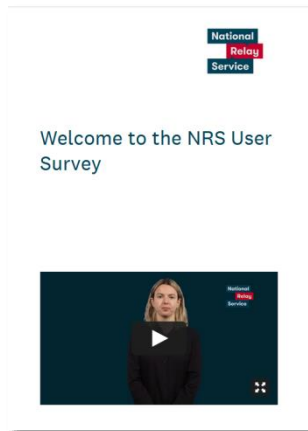 National
Relay
Service
Welcome to the NRS User
Survey
National
Relay
Service